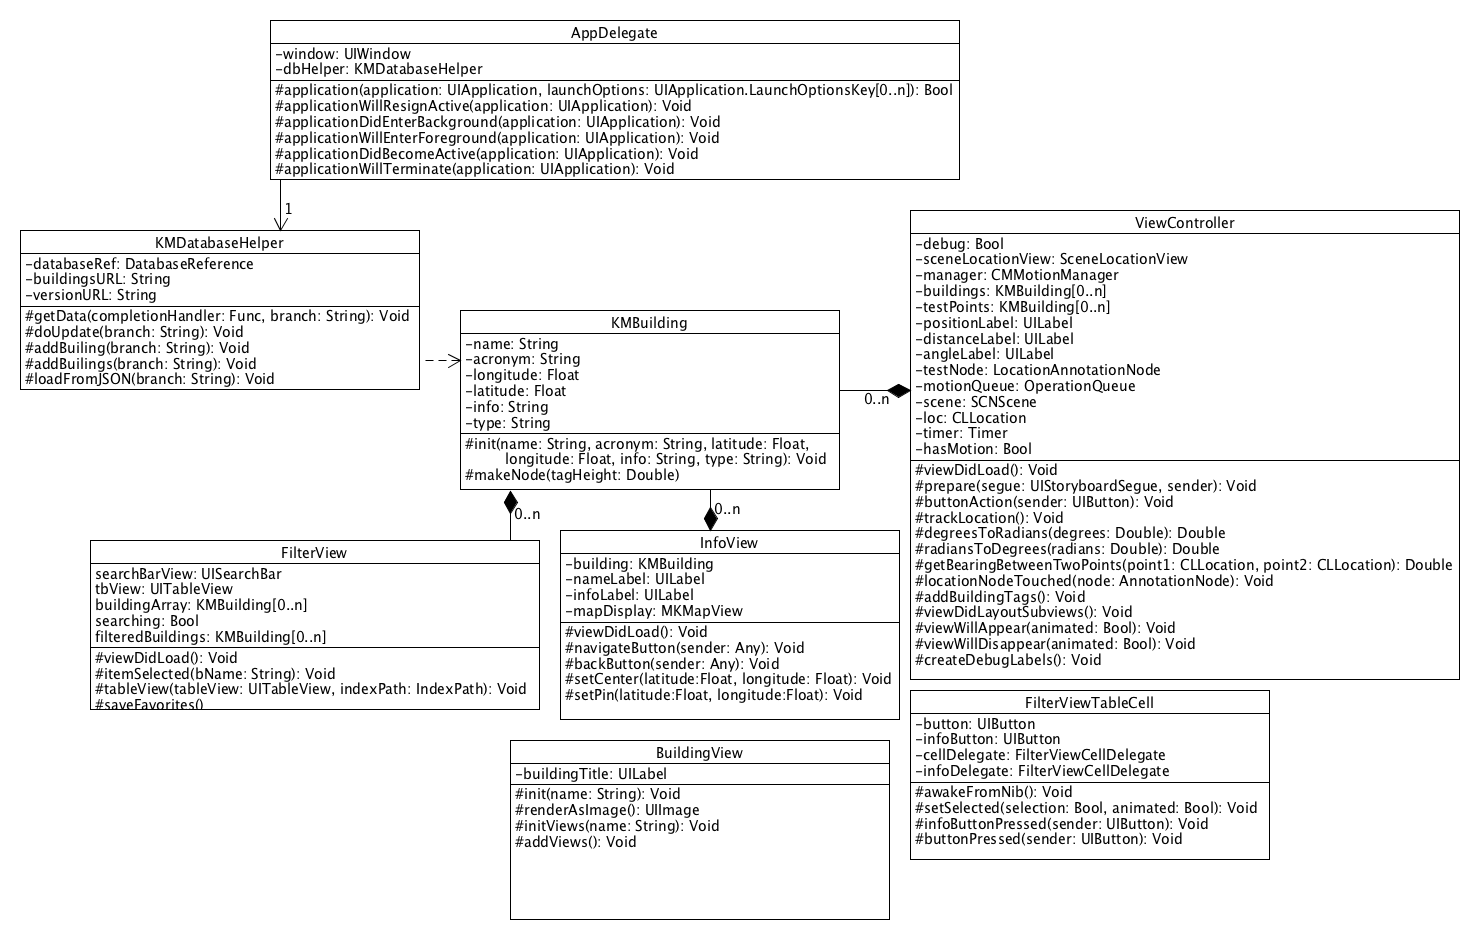 AppDelegate
-window: UIWindow
-dbHelper: KMDatabaseHelper
#application(application: UIApplication, launchOptions: UIApplication.LaunchOptionsKey[0..n]): Bool
#applicationWillResignActive(application: UIApplication): Void
#applicationDidEnterBackground(application: UIApplication): Void
#applicationWillEnterForeground(application: UIApplication): Void
#applicationDidBecomeActive(application: UIApplication): Void
#applicationWillTerminate(application: UIApplication): Void
1
KMDatabaseHelper
-databaseRef: DatabaseReference
-buildingsURL: String
-versionURL: String
#getData(completionHandler: Func, branch: String): Void
#doUpdate(branch: String): Void
#addBuiling(branch: String): Void
#addBuilings(branch: String): Void
#loadFromJSON(branch: String): Void
KMBuilding
-name: String
-acronym: String
-longitude: Float
-latitude: Float
-info: String
-type: String
#init(name: String, acronym: String, latitude: Float,
longitude: Float, info: String, type: String): Void
#makeNode(tagHeight: Double)
0..n
ViewController
-debug: Bool
-sceneLocationView: SceneLocationView
-manager: CMMotionManager
-buildings: KMBuilding[0..n]
-testPoints: KMBuilding[0..n]
-positionLabel: UILabel
-distanceLabel: UILabel
-angleLabel: UILabel
-testNode: LocationAnnotationNode
-motionQueue: OperationQueue
-scene: SCNScene
-loc: CLLocation
-timer: Timer
-hasMotion: Bool
#viewDidLoad(): Void
#prepare(segue: UIStoryboardSegue, sender): Void
#buttonAction(sender: UIButton): Void
#trackLocation(): Void
#degreesToRadians(degrees: Double): Double
#radiansToDegrees(radians: Double): Double
#getBearingBetweenTwoPoints(point1: CLLocation, point2: CLLocation): Double
#locationNodeTouched(node: AnnotationNode): Void
#addBuildingTags(): Void
#viewDidLayoutSubviews(): Void
#viewWillAppear(animated: Bool): Void
#viewWillDisappear(animated: Bool): Void
#createDebugLabels(): Void
0..n
0..n
FilterView
searchBarView: UISearchBar
tbView: UITableView
buildingArray: KMBuilding[0..n]
searching: Bool
filteredBuildings: KMBuilding[0..n]
#viewDidLoad(): Void
#itemSelected(bName: String): Void
#tableView(tableView: UITableView, indexPath: IndexPath): Void
#saveFavorites()
InfoView
-building: KMBuilding
-nameLabel: UILabel
-infoLabel: UILabel
-mapDisplay: MKMapView
#viewDidLoad(): Void
#navigateButton(sender: Any): Void
#backButton(sender: Any): Void
#setCenter(latitude:Float, longitude: Float): Void
#setPin(latitude:Float, longitude:Float): Void
FilterViewTableCell
-button: UIButton
-infoButton: UIButton
-cellDelegate: FilterViewCellDelegate
-infoDelegate: FilterViewCellDelegate
#awakeFromNib(): Void
#setSelected(selection: Bool, animated: Bool): Void
#infoButtonPressed(sender: UIButton): Void
#buttonPressed(sender: UIButton): Void
BuildingView
-buildingTitle: UILabel
#init(name: String): Void
#renderAsImage(): UIImage
#initViews(name: String): Void
#addViews(): Void